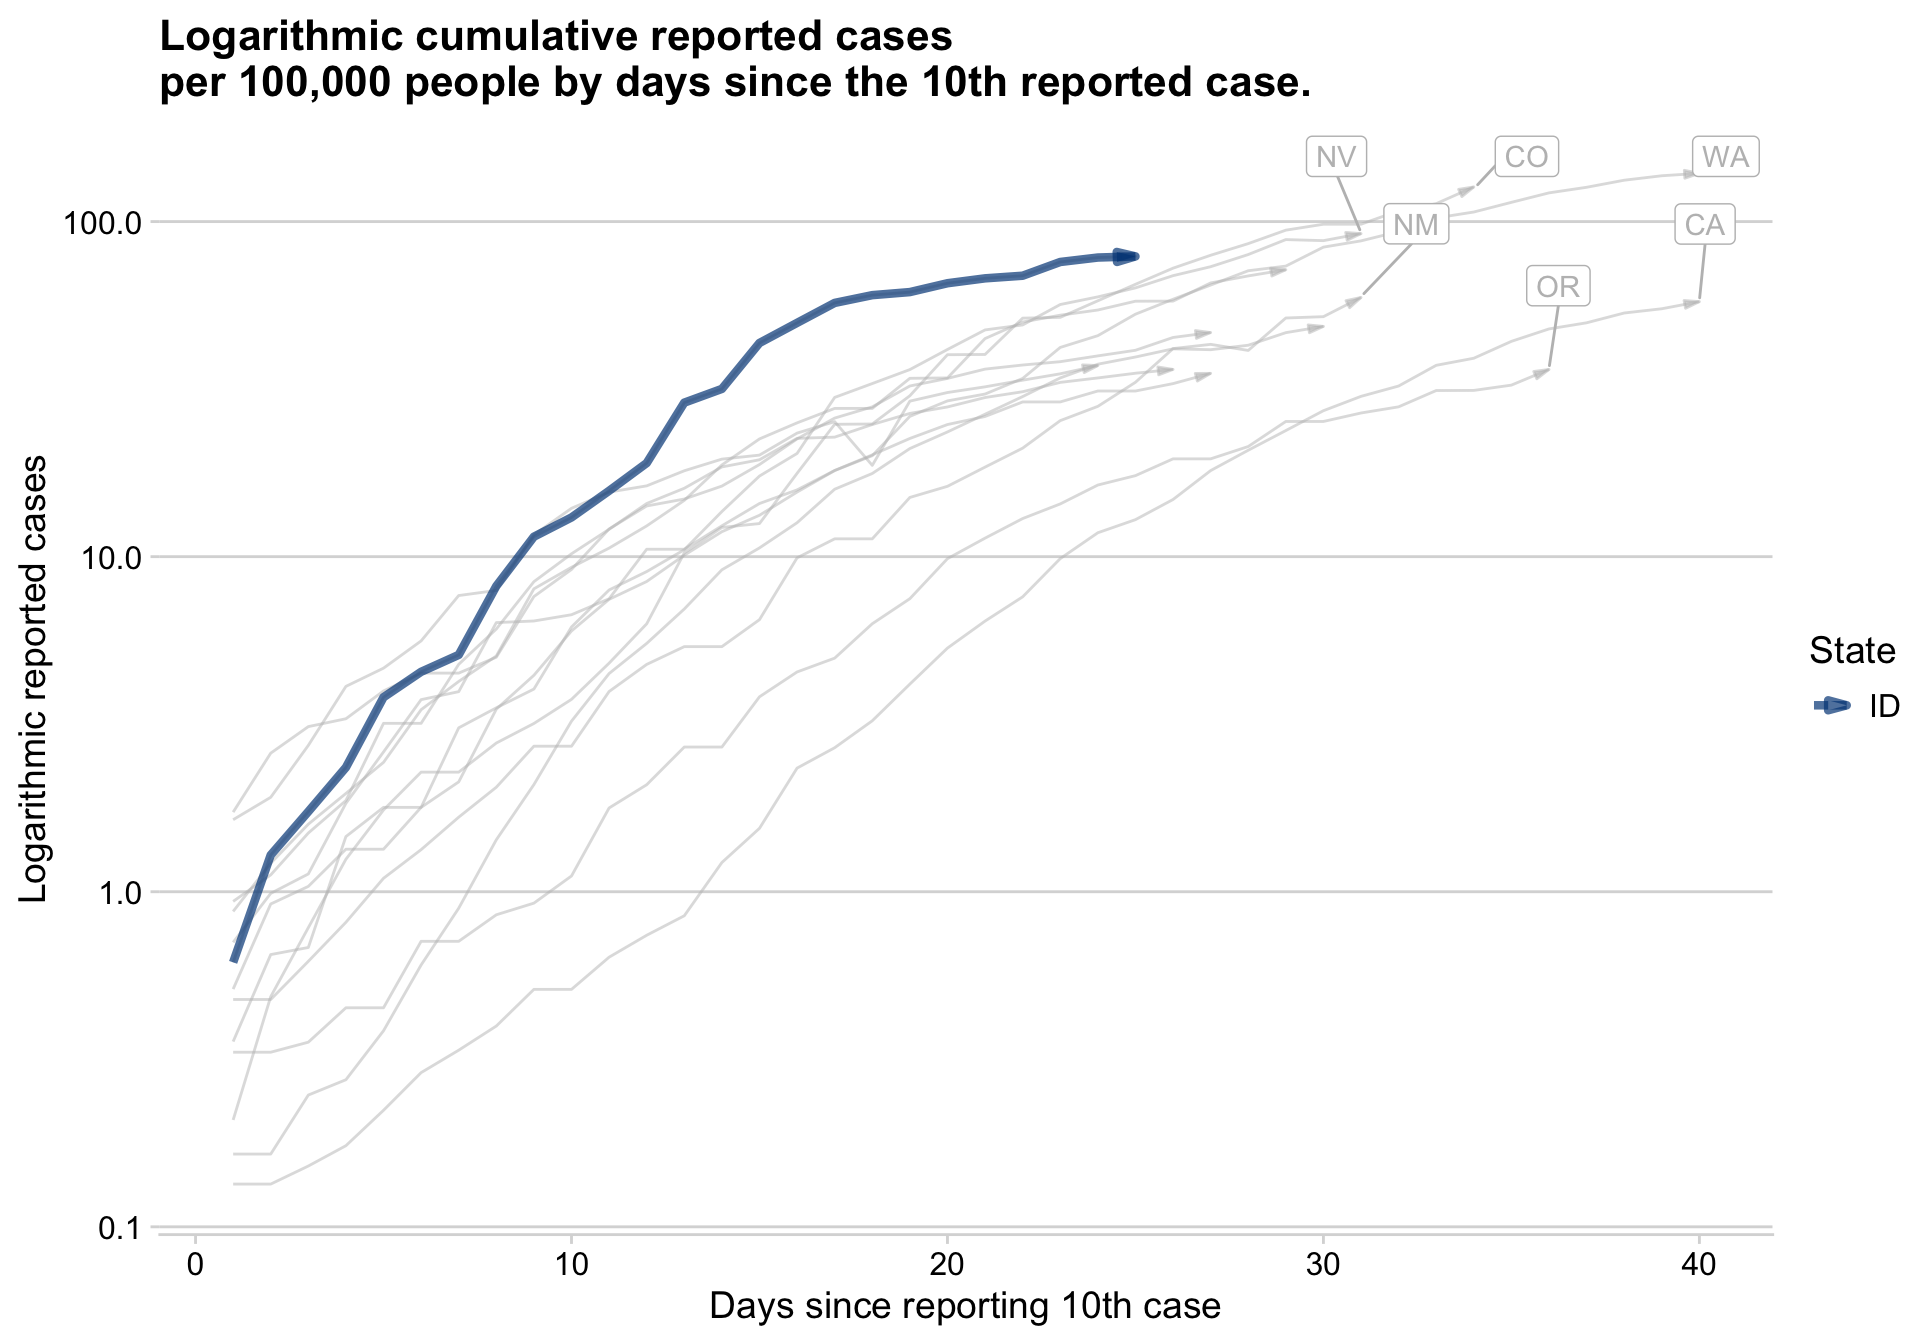 Logarithmic cumulative reported cases
per 100,000 people by days since the 10th reported case.
NV
CO
WA
NM
CA
OR
100.0
10.0
1.0
0.1
Logarithmic reported cases
State
ID
0
10
20
30
40
Days since reporting 10th case